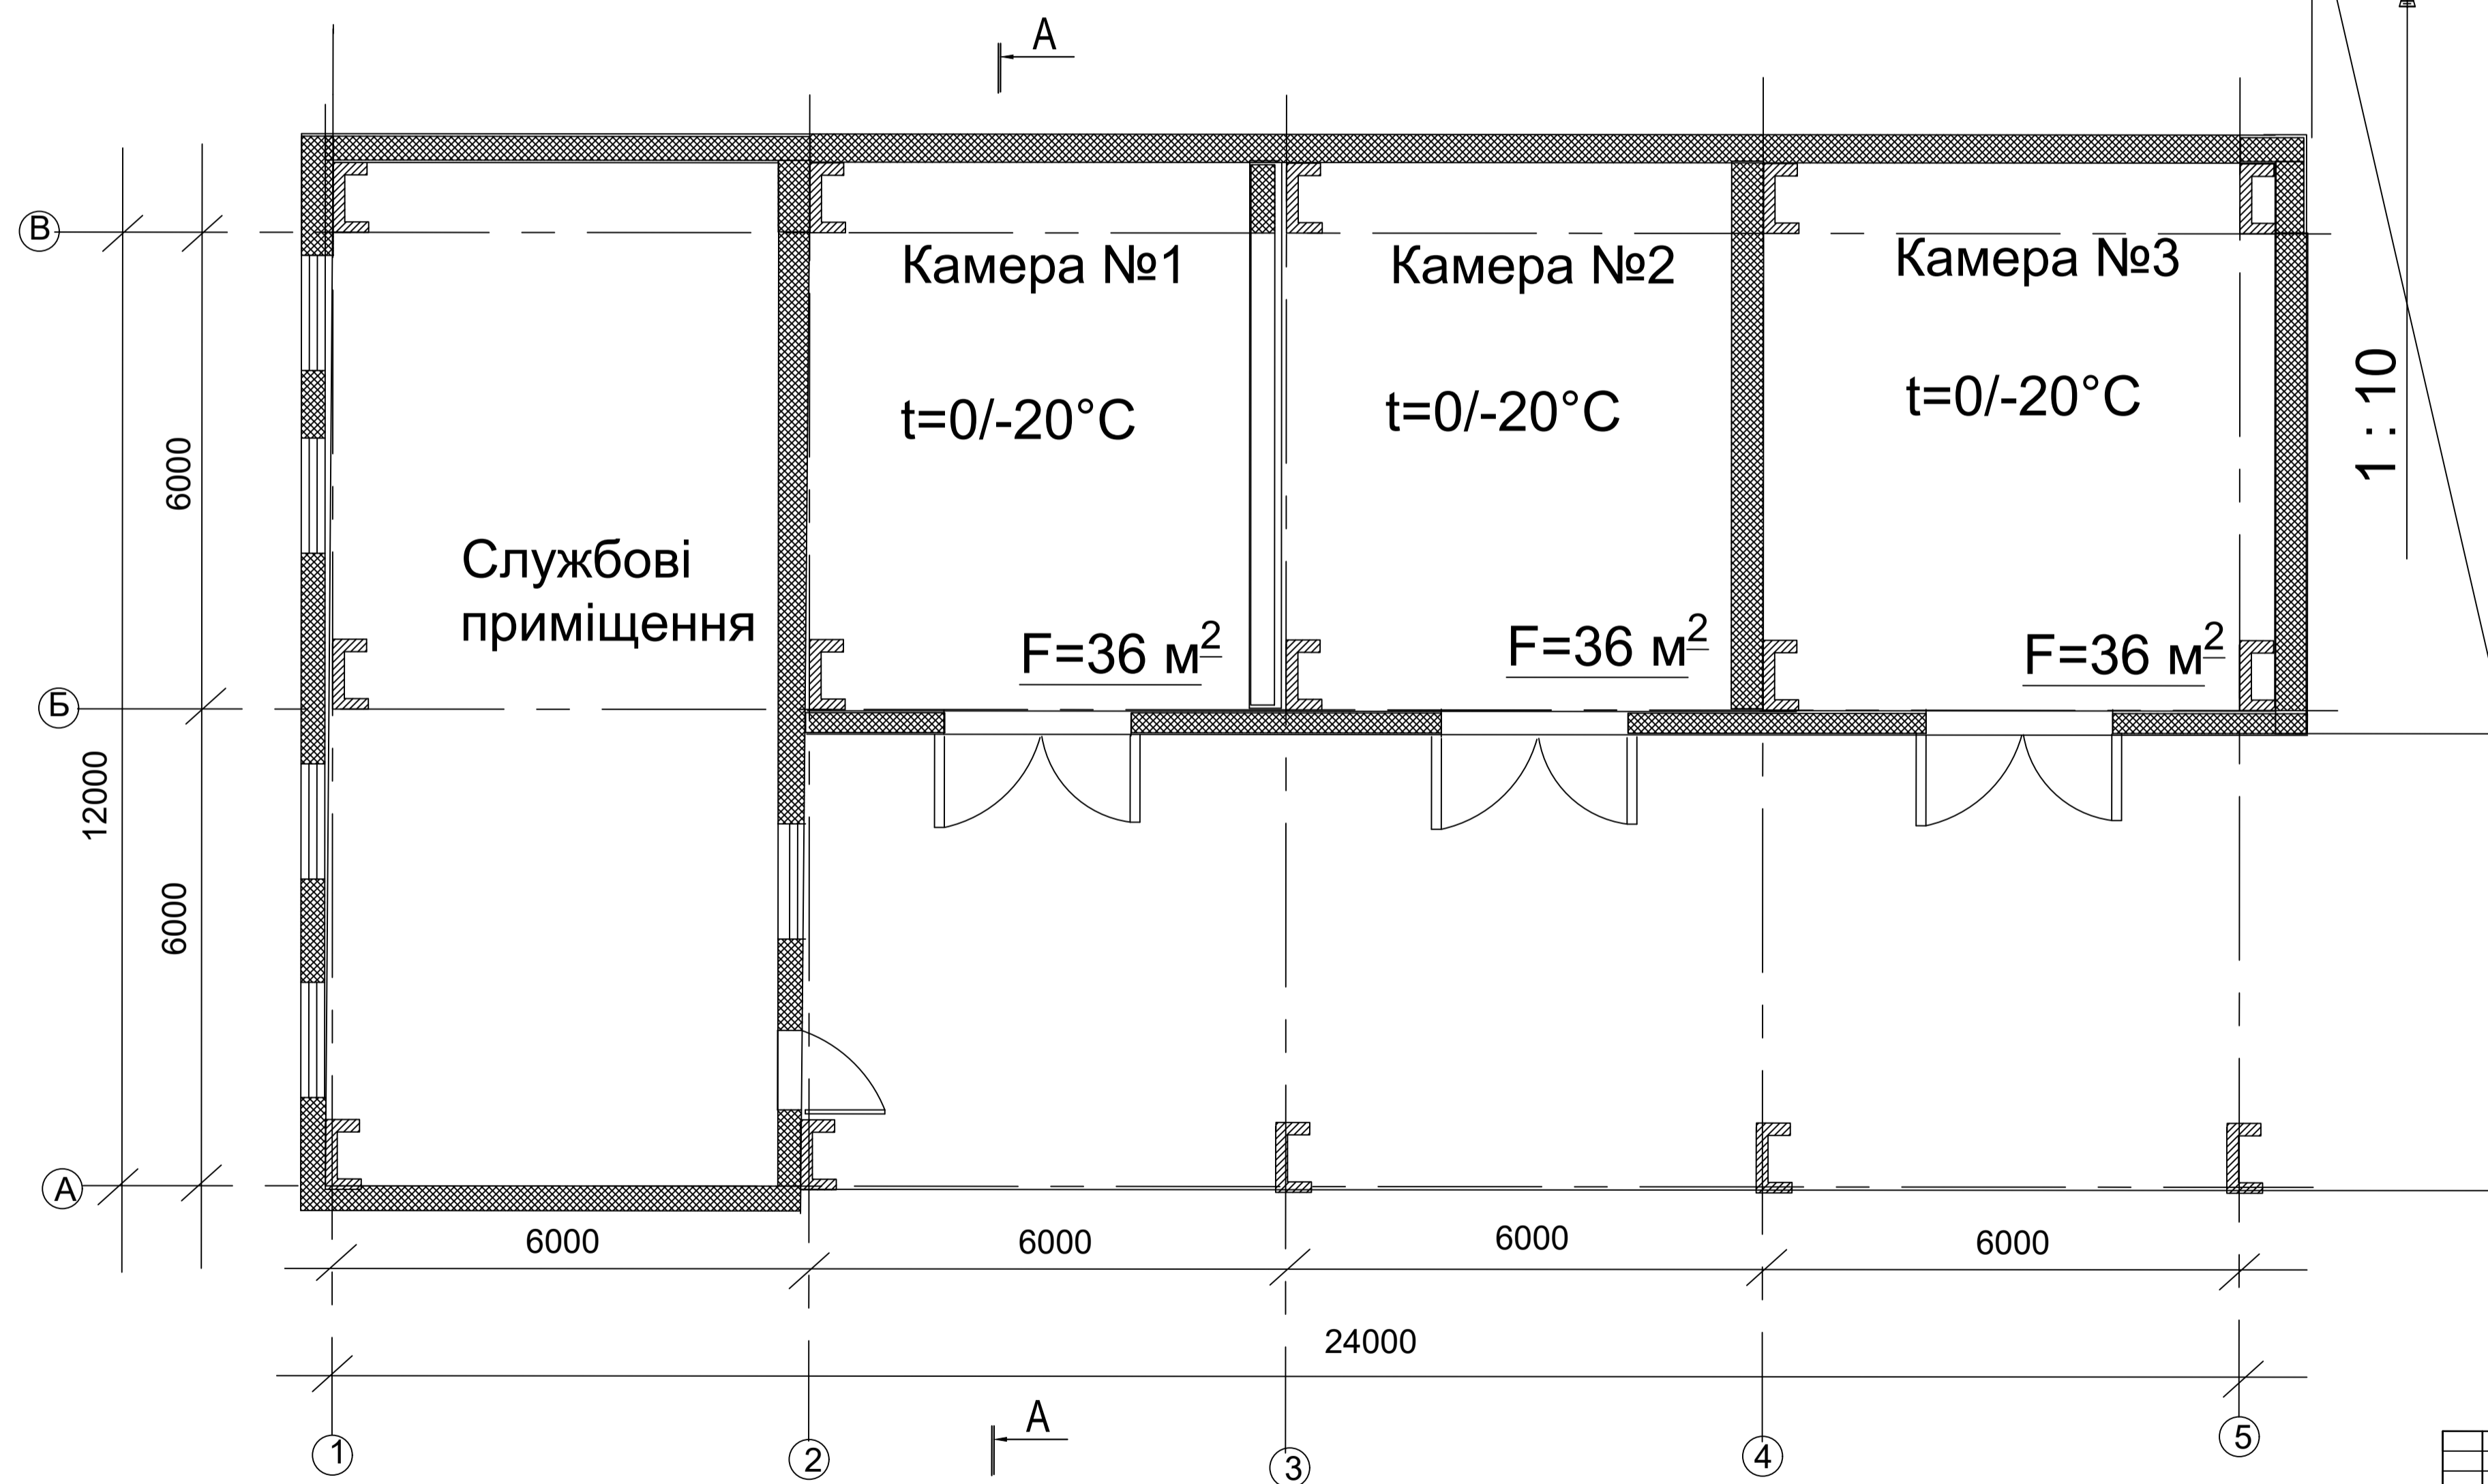 А
В
Камера №1
Камера №2
Камера №3
t=0/-20°C
t=0/-20°C
t=0/-20°C
1 : 10
6000
Службові
приміщення
F=36 м2
F=36 м2
F=36 м2
Б
12000
6000
А
6000
6000
6000
6000
24000
А
1
2
3
4
5